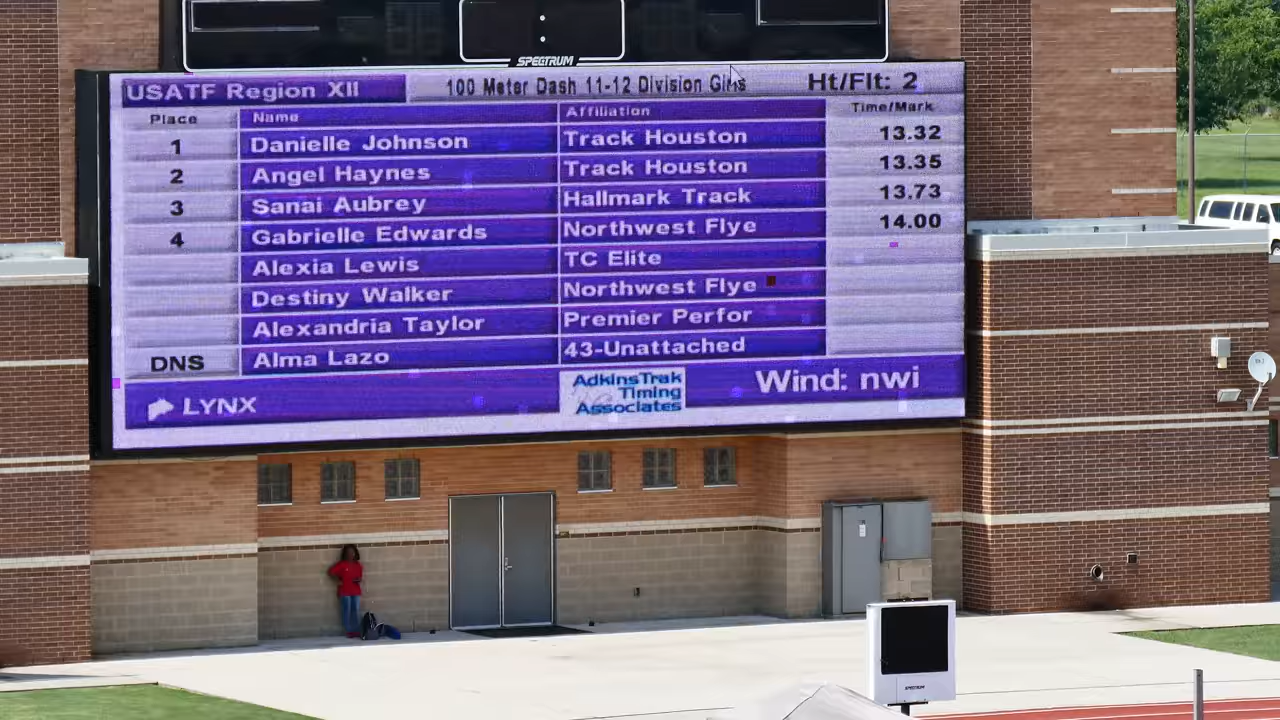 SPECTRUM
USATF Region XII 100 Meter Dash 11-12 Division Girls Ht/Flt: 2
Place Name Affiliation Time/Mark
1 Danielle Johnson Track Houston 13.32
2 Angel Haynes Track Houston 13.35
3 Sanai Aubrey Hallmark Track 13.73
4 Gabrielle Edwards Northwest Flye 14.00
Alexia Lewis TC Elite
Destiny Walker Northwest Flye
Alexandria Taylor Premier Perfor
DNS Alma Lazo 43-Unattached
LYNX
AdkinsTrak
Timing
Associates
Wind: nwi
SPECTRUM